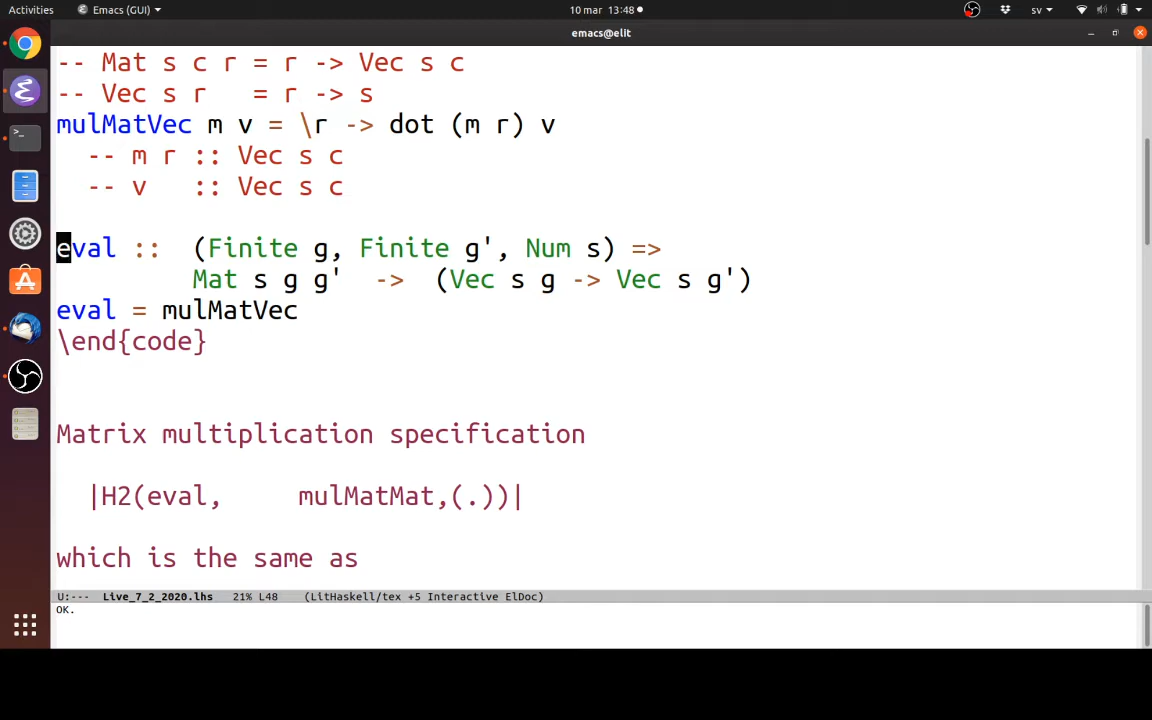 Activities Emacs (GUI) 10 mar 13:48 sv
emacs@elit
-- Mat s c r = r -> Vec s c
-- Vec s r   = r -> s
mulMatVec m v = \r -> dot (m r) v
  -- m r :: Vec s c
  -- v   :: Vec s c
eval ::  (Finite g, Finite g', Num s) =>
         Mat s g g'  ->  (Vec s g -> Vec s g')
eval = mulMatVec
\end{code}
Matrix multiplication specification
  |H2(eval,       mulMatMat,(.))|
which is the same as
U:---  Live_7_2_2020.lhs   21% L48    (LitHaskell/tex +5 Interactive ElDoc)
OK.